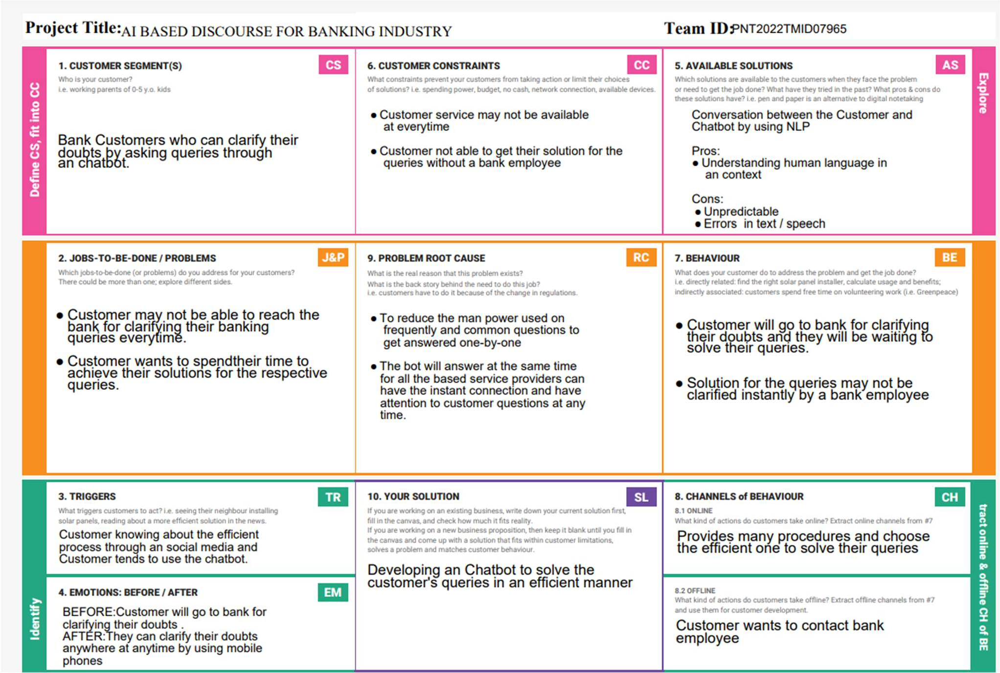 Project Title:AI BASED DISCOURSE FOR BANKING INDUSTRY
Team ID:PNT2022TMID07965
Define CS, fit into CC
1. CUSTOMER SEGMENT(S)
CS
Who is your customer?
i.e. working parents of 0-5 y.o. kids
Bank Customers who can clarify their
doubts by asking queries through
an chatbot.
6. CUSTOMER CONSTRAINTS
CC
What constraints prevent your customers from taking action or limit their choices
of solutions? i.e. spending power, budget, no cash, network connection, available devices.
● Customer service may not be available
at everytime
● Customer not able to get their solution for the
queries without a bank employee
5. AVAILABLE SOLUTIONS
AS
Which solutions are available to the customers when they face the problem
or need to get the job done? What have they tried in the past? What pros & cons do
these solutions have? i.e. pen and paper is an alternative to digital notetaking
Conversation between the Customer and
Chatbot by using NLP
Pros:
● Understanding human language in
an context
Cons:
● Unpredictable
● Errors in text / speech
Explore
2. JOBS-TO-BE-DONE / PROBLEMS
J&P
Which jobs-to-be-done (or problems) do you address for your customers?
There could be more than one; explore different sides.
● Customer may not be able to reach the
bank for clarifying their banking
queries everytime.
● Customer wants to spendtheir time to
achieve their solutions for the respective
queries.
9. PROBLEM ROOT CAUSE
RC
What is the real reason that this problem exists?
What is the back story behind the need to do this job?
i.e. customers have to do it because of the change in regulations.
● To reduce the man power used on
frequently and common questions to
get answered one-by-one
● The bot will answer at the same time
for all the based service providers can
have the instant connection and have
attention to customer questions at any
time.
7. BEHAVIOUR
BE
What does your customer do to address the problem and get the job done?
i.e. directly related: find the right solar panel installer, calculate usage and benefits;
indirectly associated: customers spend free time on volunteering work (i.e. Greenpeace)
● Customer will go to bank for clarifying
their doubts and they will be waiting to
solve their queries.
● Solution for the queries may not be
clarified instantly by a bank employee
Identify
3. TRIGGERS
TR
What triggers customers to act? i.e. seeing their neighbour installing
solar panels, reading about a more efficient solution in the news.
Customer knowing about the efficient
process through an social media and
Customer tends to use the chatbot.
4. EMOTIONS: BEFORE / AFTER
EM
BEFORE:Customer will go to bank for
clarifying their doubts .
AFTER:They can clarify their doubts
anywhere at anytime by using mobile
phones
10. YOUR SOLUTION
SL
If you are working on an existing business, write down your current solution first,
fill in the canvas, and check how much it fits reality.
If you are working on a new business proposition, then keep it blank until you fill in
the canvas and come up with a solution that fits within customer limitations,
solves a problem and matches customer behaviour.
Developing an Chatbot to solve the
customer's queries in an efficient manner
8. CHANNELS of BEHAVIOUR
CH
8.1 ONLINE
What kind of actions do customers take online? Extract online channels from #7
Provides many procedures and choose
the efficient one to solve their queries
8.2 OFFLINE
What kind of actions do customers take offline? Extract offline channels from #7
and use them for customer development.
Customer wants to contact bank
employee
tract online & offline CH of BE